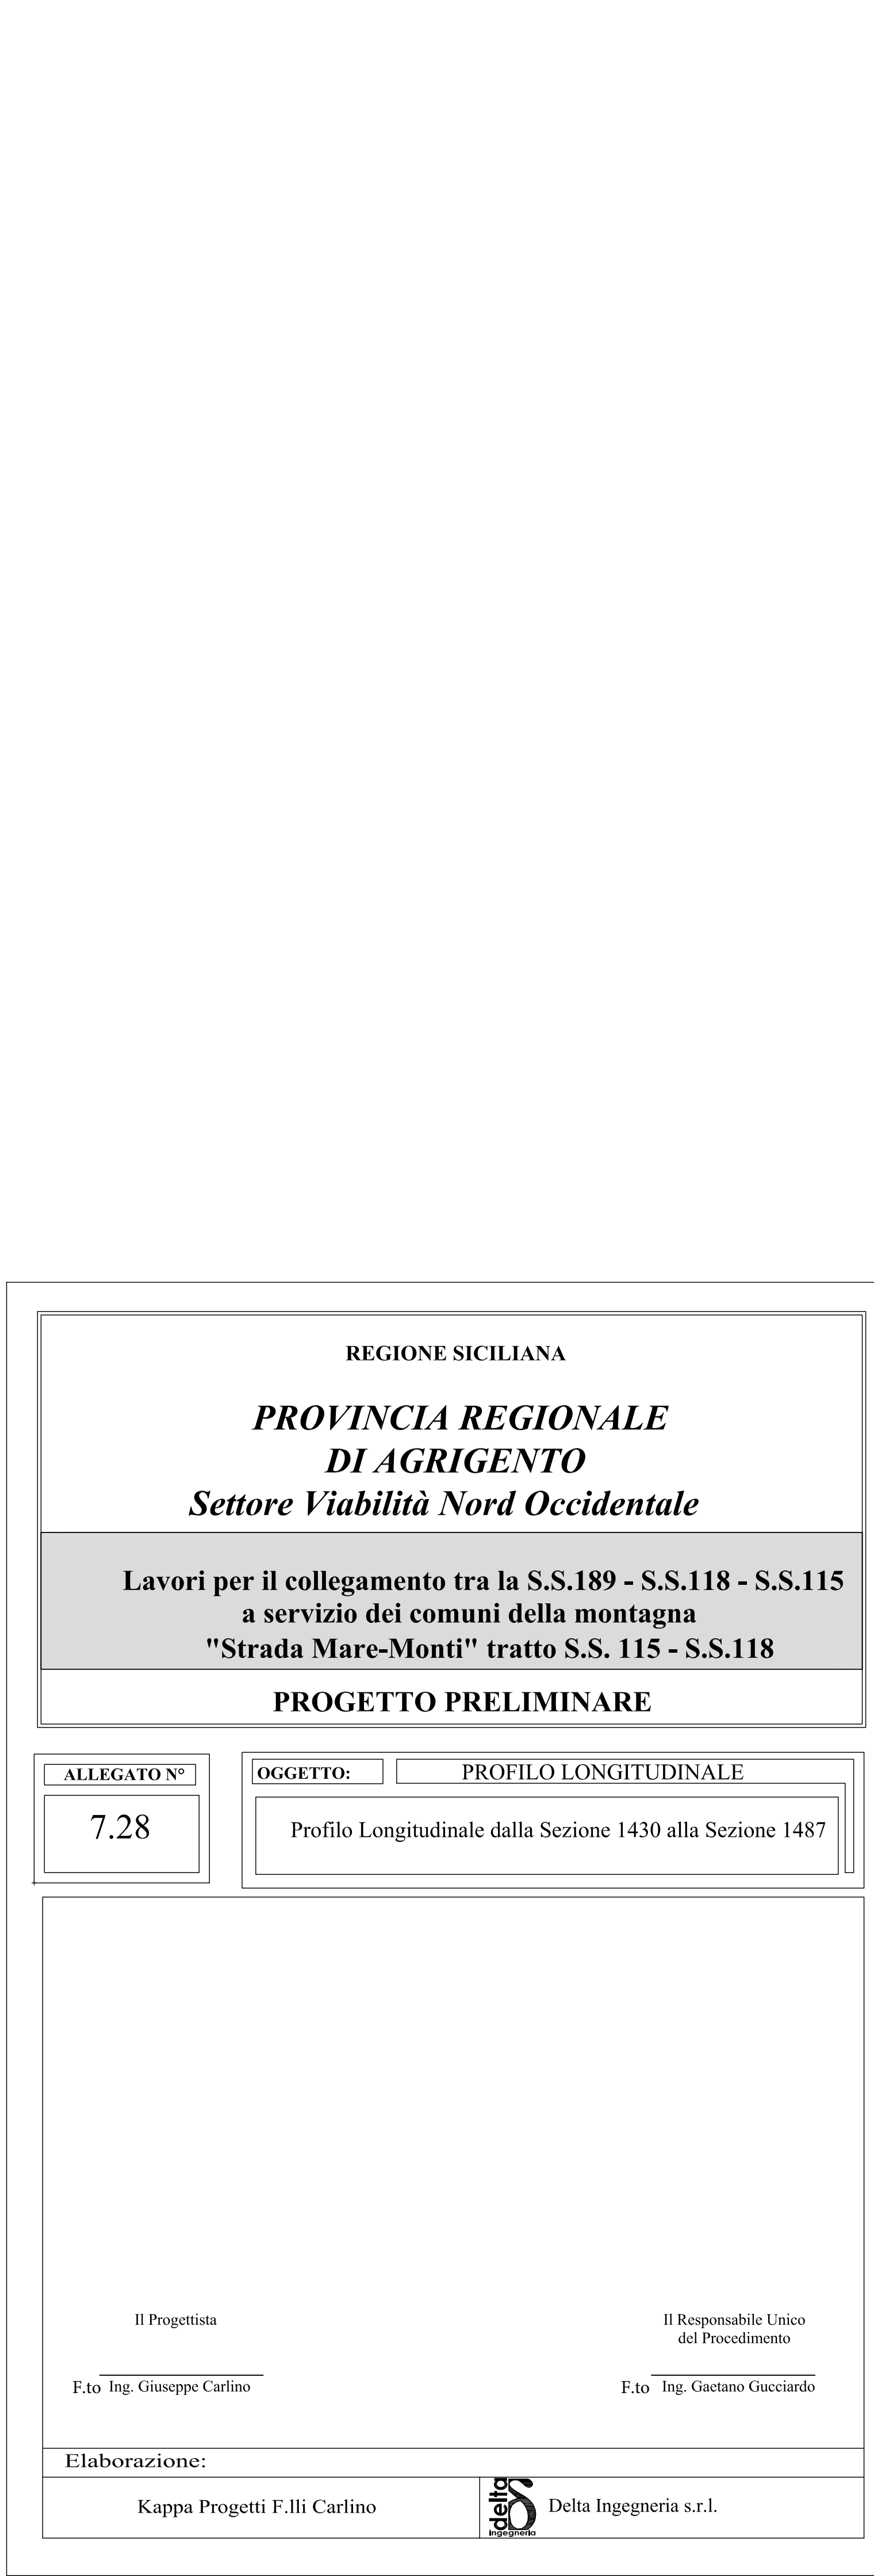 REGIONE SICILIANA
PROVINCIA REGIONALE
DI AGRIGENTO
Settore Viabilità Nord Occidentale
Lavori per il collegamento tra la S.S.189 - S.S.118 - S.S.115
a servizio dei comuni della montagna
"Strada Mare-Monti" tratto S.S. 115 - S.S.118
PROGETTO PRELIMINARE
ALLEGATO N°
7.28
OGGETTO:
PROFILO LONGITUDINALE
Profilo Longitudinale dalla Sezione 1430 alla Sezione 1487
Il Progettista
F.to Ing. Giuseppe Carlino
Il Responsabile Unico
del Procedimento
F.to Ing. Gaetano Gucciardo
Elaborazione:
Kappa Progetti F.lli Carlino
delta
δ
ingegneria
Delta Ingegneria s.r.l.